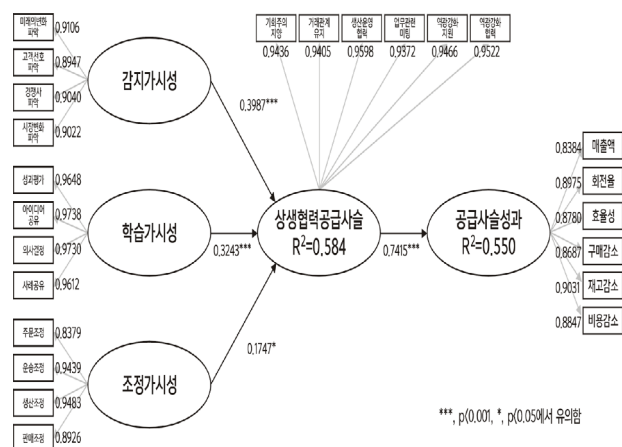 미래의변화
파악
0.9106
고객선호
파악
0.8947
경쟁사
파악
0.9040
시장변화
파악
0.9022
감지가시성
0.3987***
기회주의
지양
0.9436
거래관계
유지
0.9405
생산운영
협력
0.9598
업무관련
미팅
0.9372
역량강화
지원
0.9466
역량강화
협력
0.9522
성과평가
0.9648
아이디어
공유
0.9738
의사결정
0.9730
사례공유
0.9612
학습가시성
0.3243***
상생협력공급사슬
R²=0.584
0.7415***
공급사슬성과
R²=0.550
0.8384
매출액
0.8975
회전율
0.8780
효율성
0.8687
구매감소
0.9031
재고감소
0.8847
비용감소
주문조정
0.8379
운송조정
0.9439
생산조정
0.9483
판매조정
0.8926
조정가시성
0.1747*
***, p<0.001, *, p<0.05에서 유의함